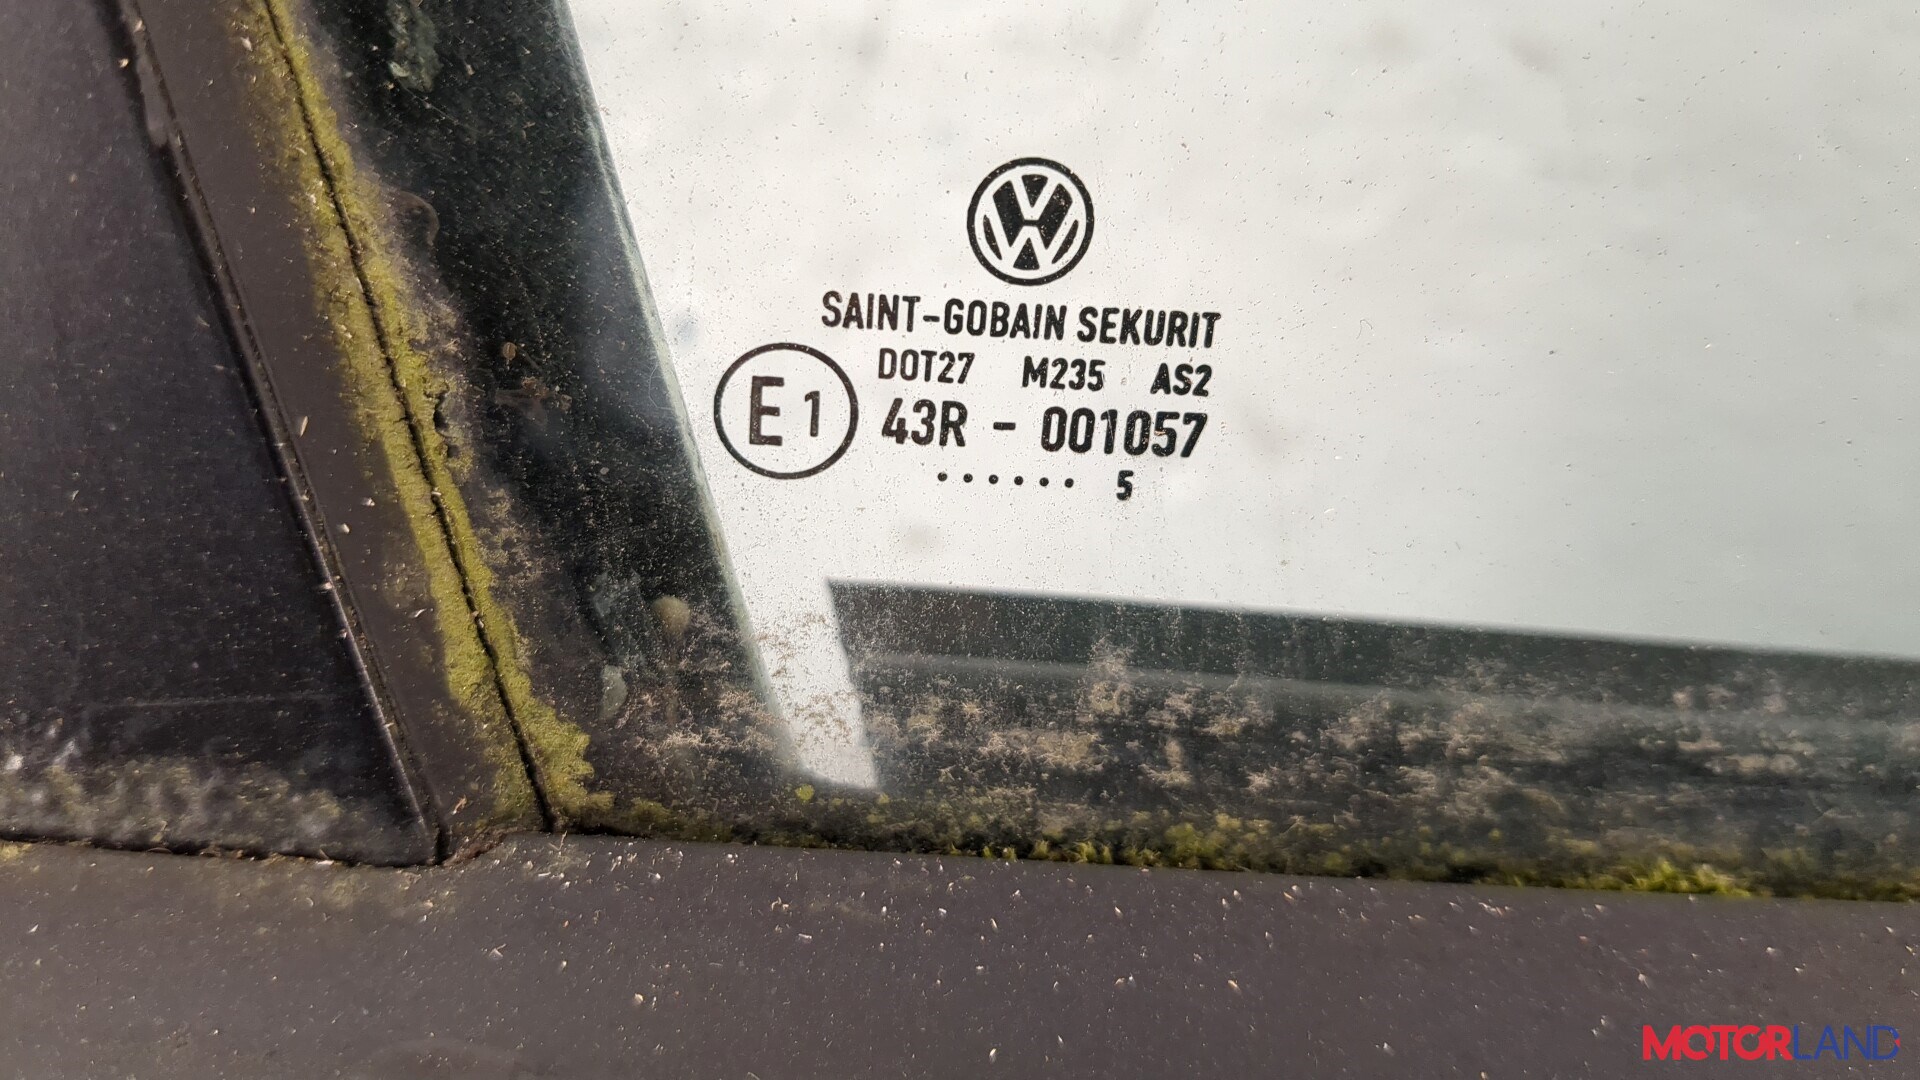 SAINT-GOBAIN SEKURIT
DOT27 M235 AS2
E1 43R - 001057
...... 5
MOTORLAND